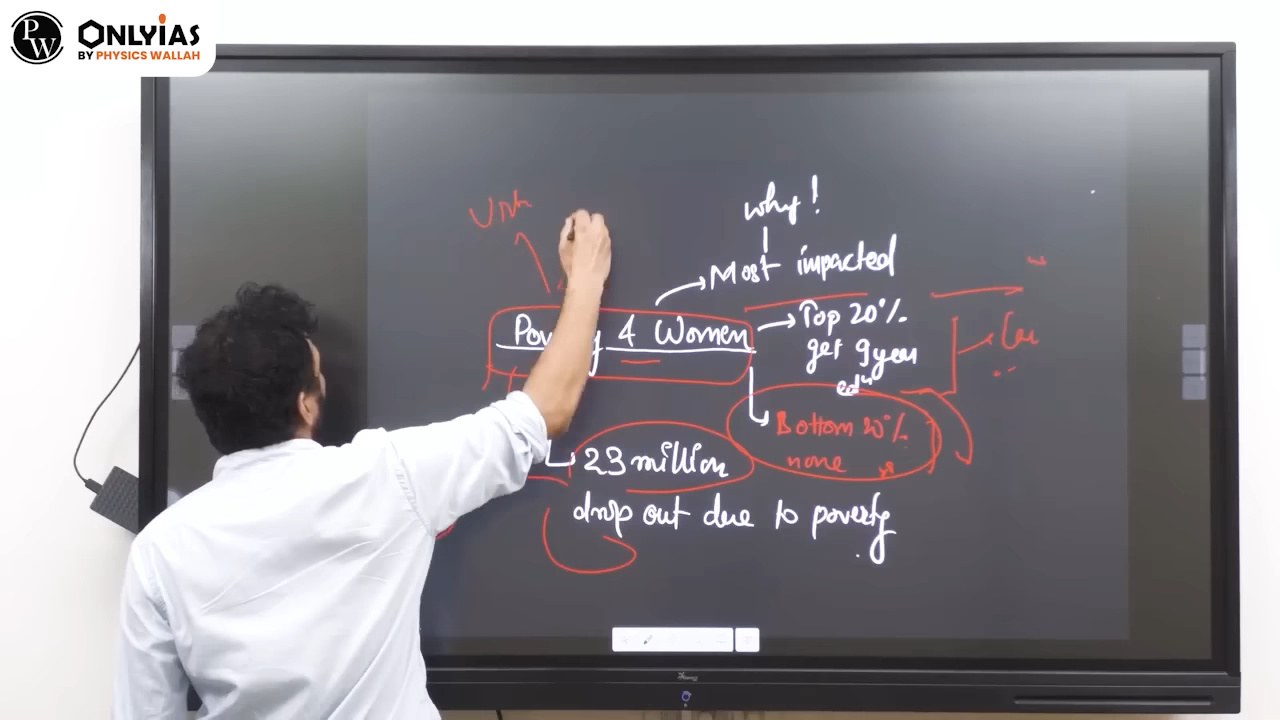 PW
ONLYIAS
BY PHYSICS WALLAH
why!
Most impacted
4 Women
Top 20%
get 9 year
edn
Bottom 20%
none
23 million
drop out due to poverty